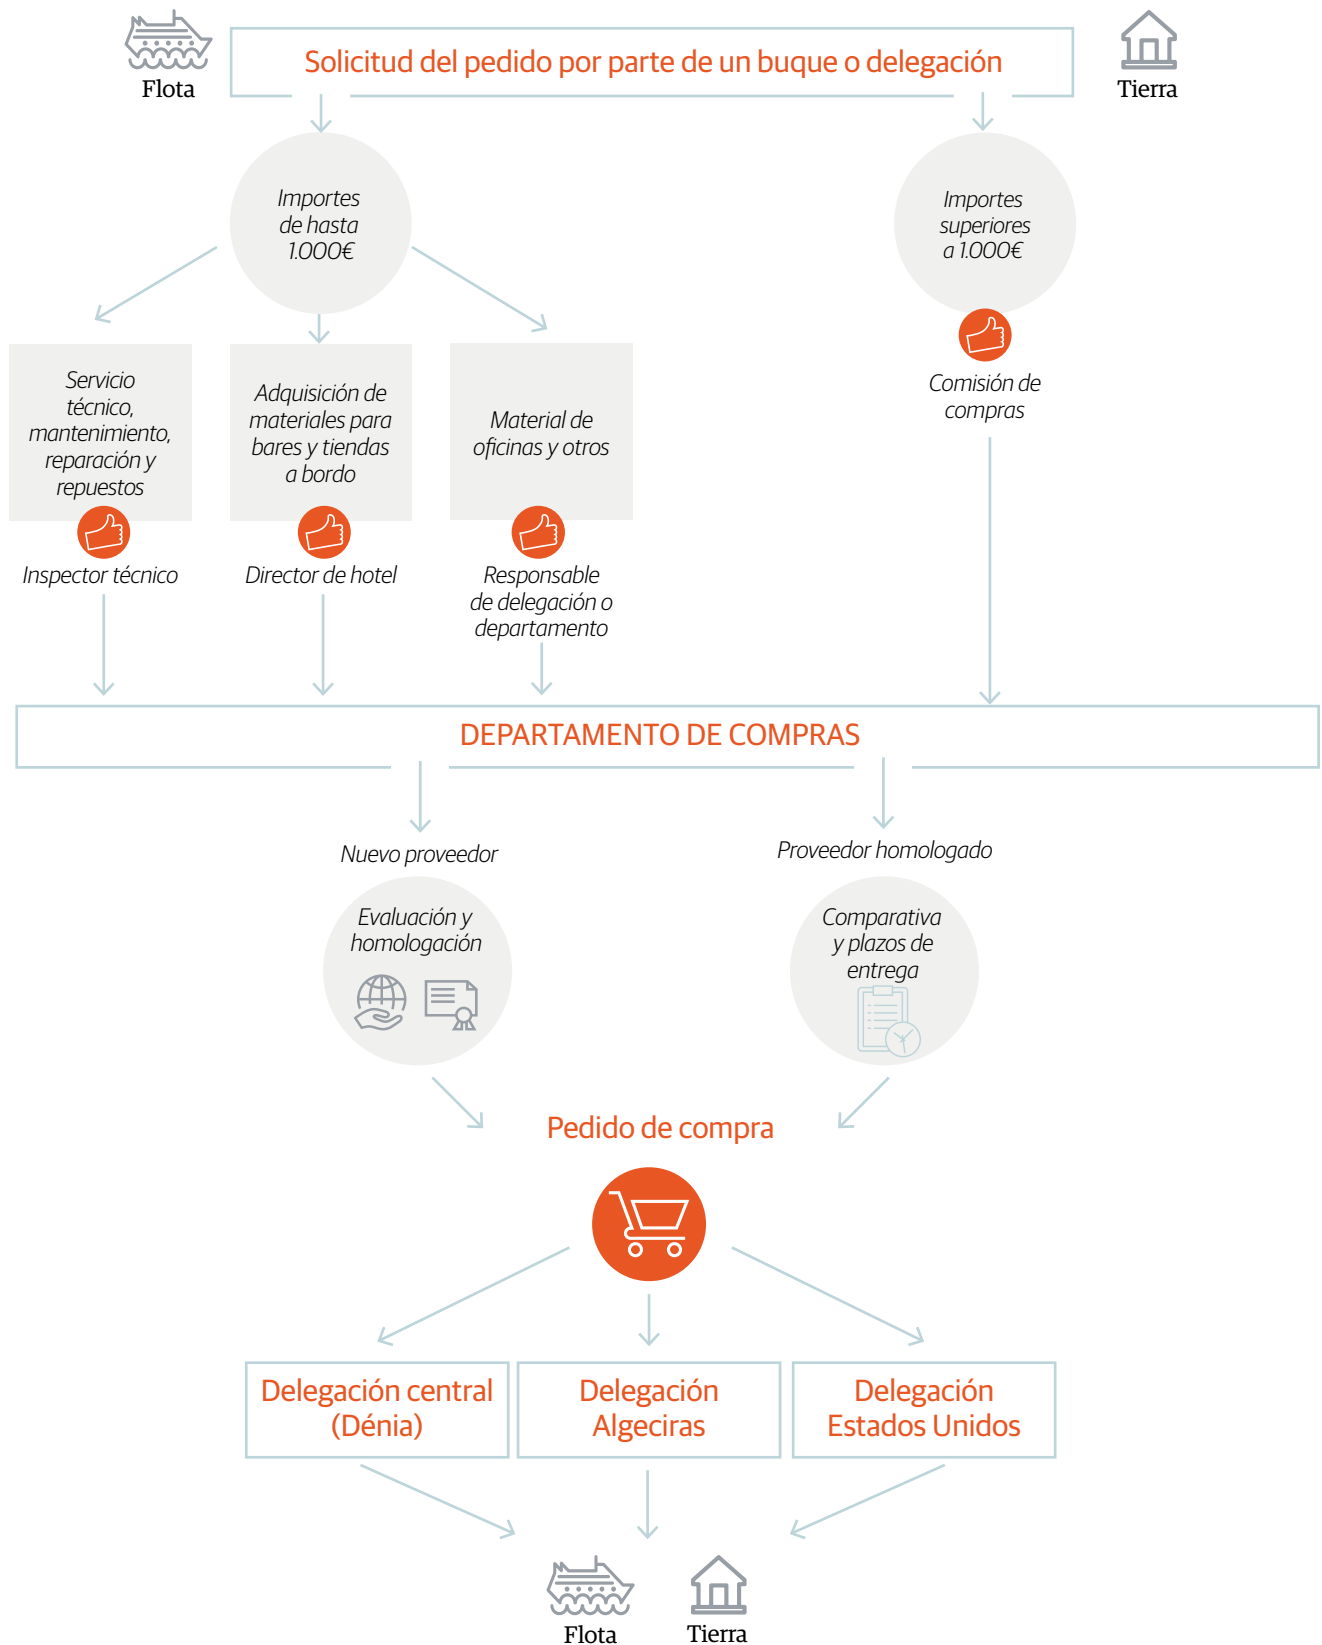 Flota
Solicitud del pedido por parte de un buque o delegación
Tierra
Importes
de hasta
1.000€
Importes
superiores
a 1.000€
Servicio
técnico,
mantenimiento,
reparación y
repuestos
Adquisición de
materiales para
bares y tiendas
a bordo
Material de
oficinas y otros
Comisión de
compras
Inspector técnico
Director de hotel
Responsable
de delegación o
departamento
DEPARTAMENTO DE COMPRAS
Nuevo proveedor
Proveedor homologado
Evaluación y
homologación
Comparativa
y plazos de
entrega
Pedido de compra
Delegación central
(Dénia)
Delegación
Algeciras
Delegación
Estados Unidos
Flota
Tierra